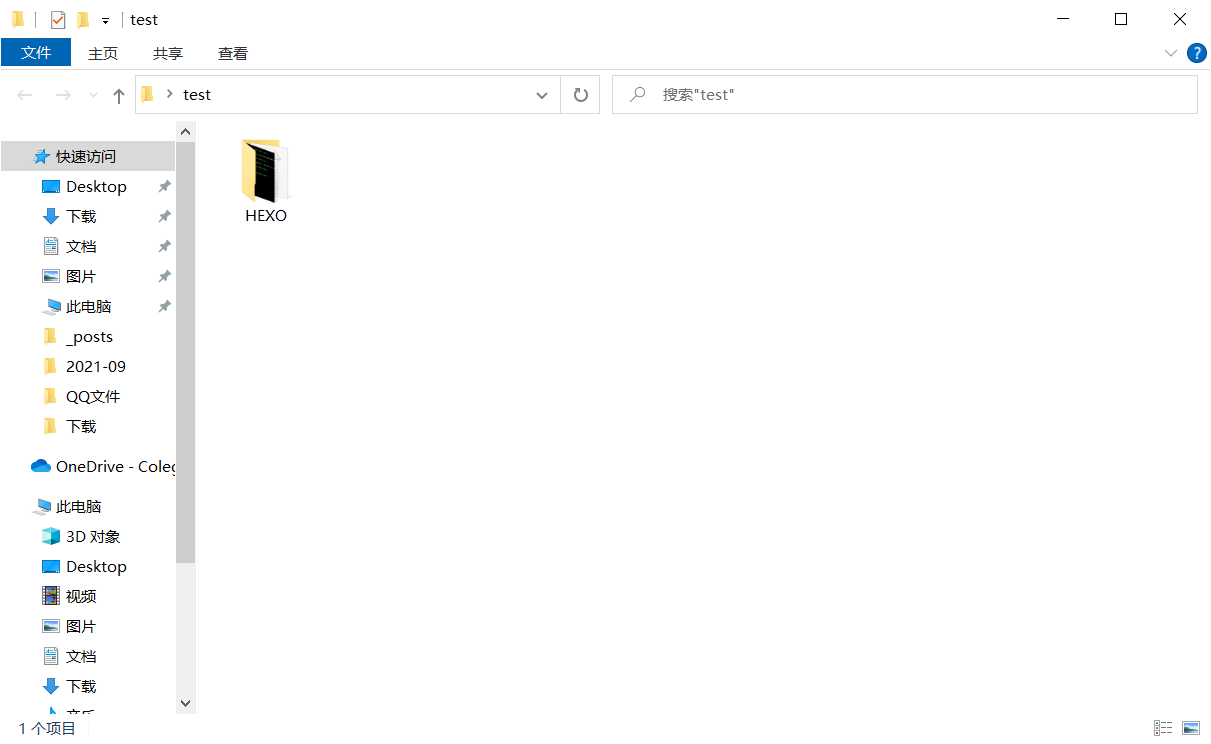 test
文件 主页 共享 查看
test
搜索"test"
快速访问
Desktop
下载
文档
图片
此电脑
_posts
2021-09
QQ文件
下载
OneDrive - Coleg
此电脑
3D 对象
Desktop
视频
图片
文档
下载
音乐
HEXO
1 个项目